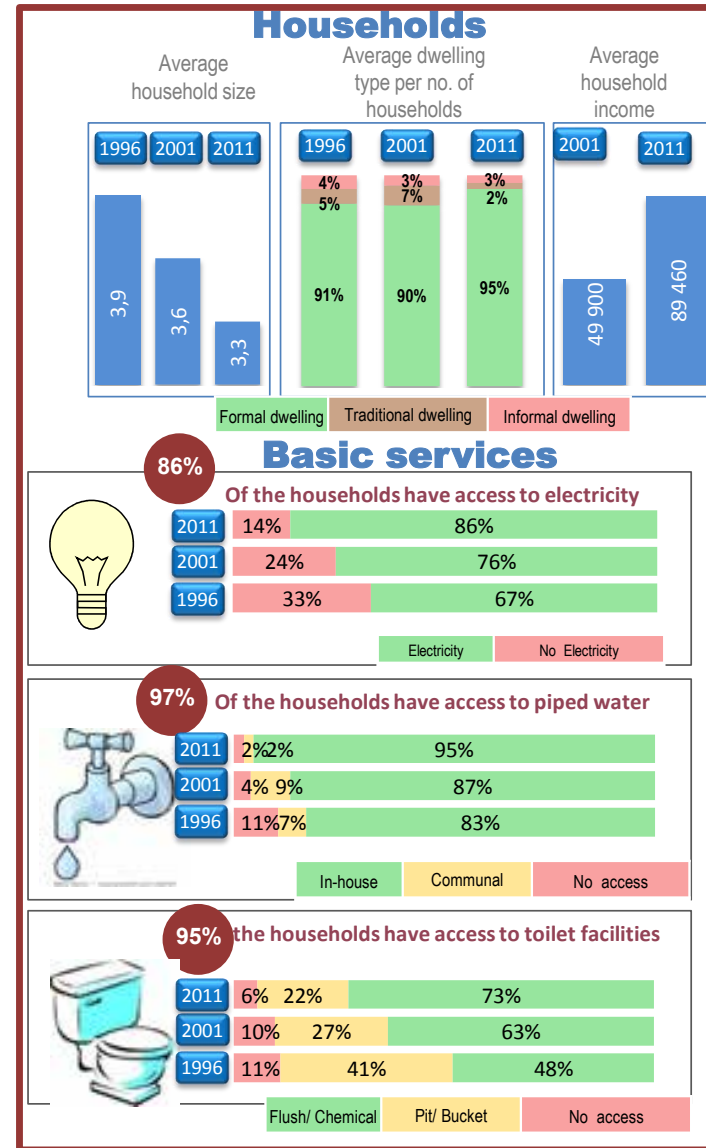 Households
Average
household size
Average dwelling
type per no. of
households
Average
household
income
1996 2001 2011
1996 2001 2011
2001 2011
3,9
3,6
3,3
4% 3% 3%
5% 7% 2%
91% 90% 95%
49 900
89 460
Formal dwelling Traditional dwelling Informal dwelling
Basic services
86%
Of the households have access to electricity
2011 14% 86%
2001 24% 76%
1996 33% 67%
Electricity No Electricity
97%
Of the households have access to piped water
2011 2% 2% 95%
2001 4% 9% 87%
1996 11% 7% 83%
In-house Communal No access
95%
the households have access to toilet facilities
2011 6% 22% 73%
2001 10% 27% 63%
1996 11% 41% 48%
Flush/ Chemical Pit/ Bucket No access